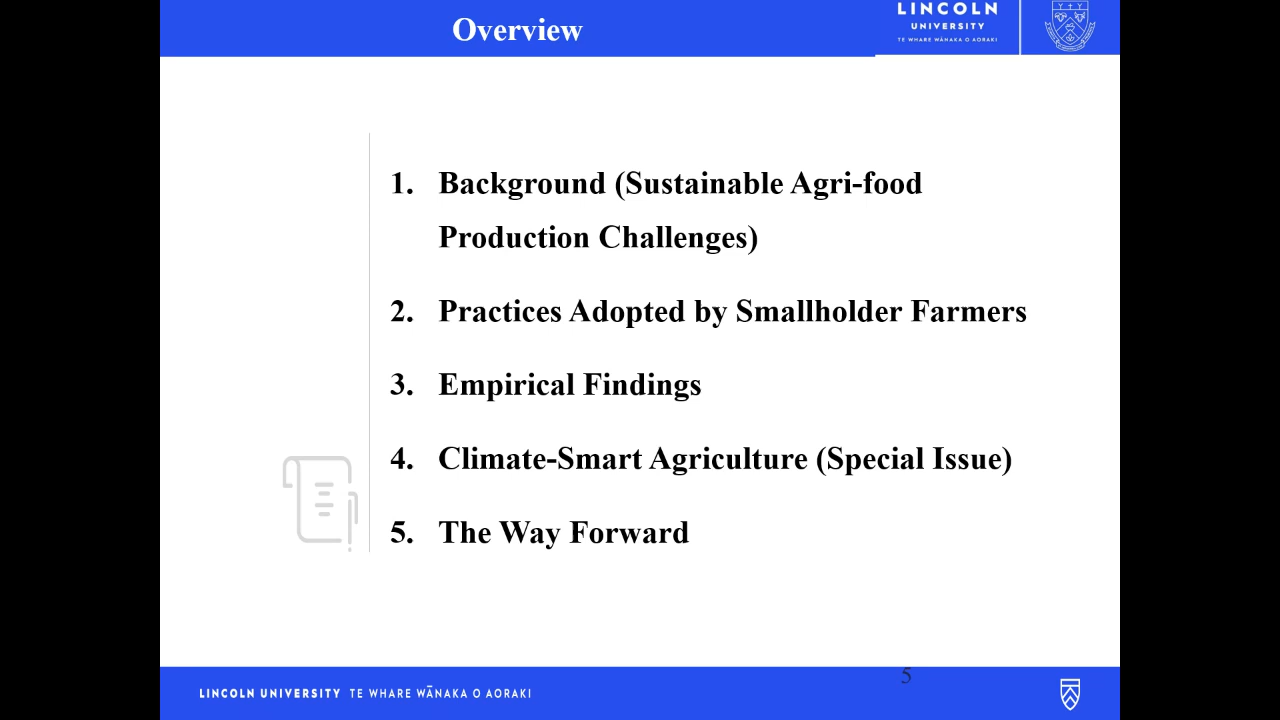 Overview
LINCOLN
UNIVERSITY
TE WHARE WĀNAKA O AORAKI
1. Background (Sustainable Agri-food
Production Challenges)
2. Practices Adopted by Smallholder Farmers
3. Empirical Findings
4. Climate-Smart Agriculture (Special Issue)
5. The Way Forward
5
LINCOLN UNIVERSITY TE WHARE WĀNAKA O AORAKI